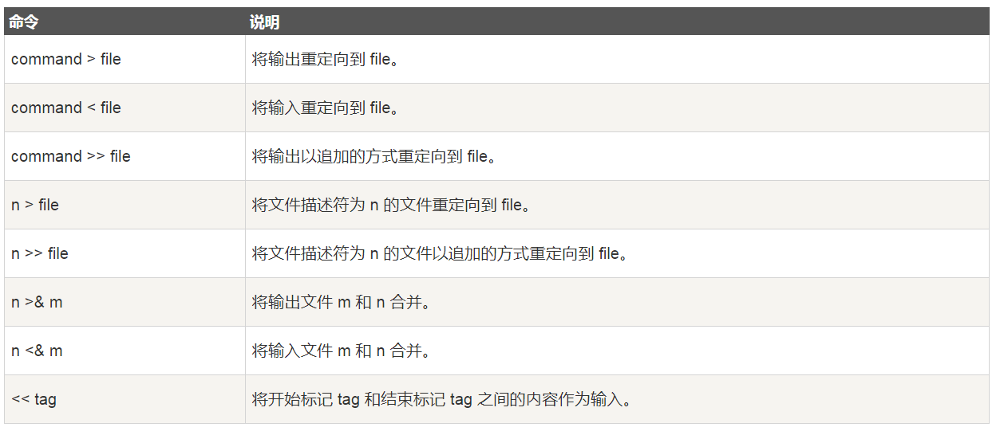 命令 说明
command > file 将输出重定向到 file。
command < file 将输入重定向到 file。
command >> file 将输出以追加的方式重定向到 file。
n > file 将文件描述符为 n 的文件重定向到 file。
n >> file 将文件描述符为 n 的文件以追加的方式重定向到 file。
n >& m 将输出文件 m 和 n 合并。
n <& m 将输入文件 m 和 n 合并。
<< tag 将开始标记 tag 和结束标记 tag 之间的内容作为输入。